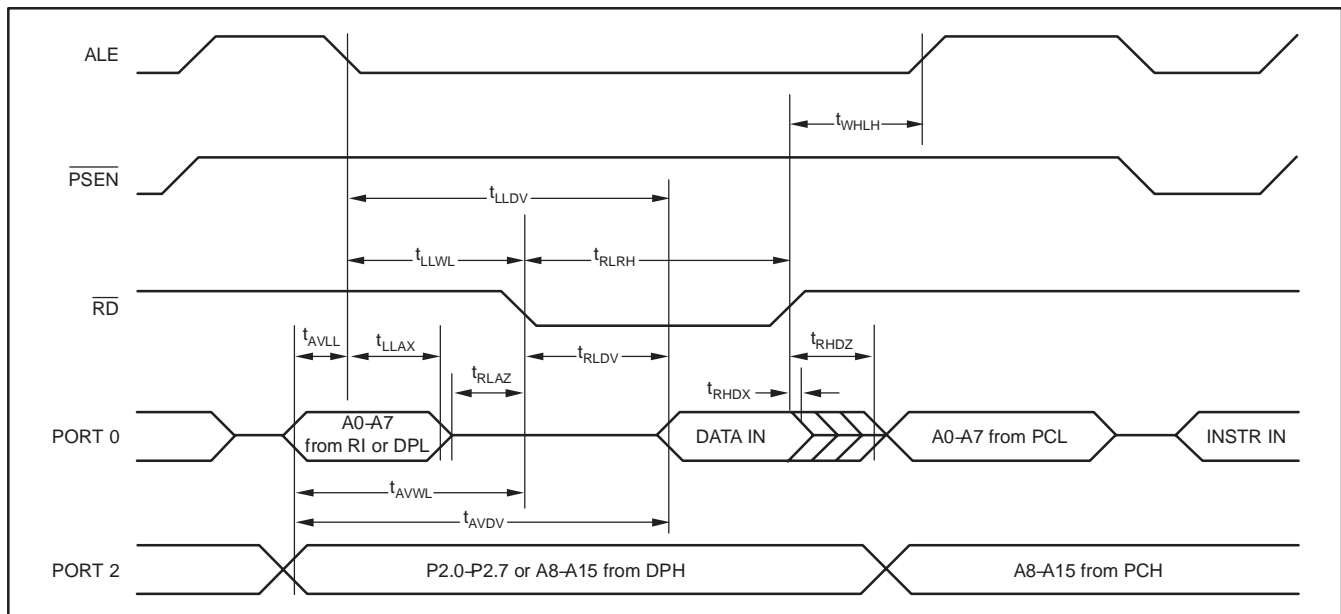 ALE
tWHLH
PSEN
tLLDV
tLLWL
tRLRH
RD
tAVLL
tLLAX
tRLAZ
tRLDV
tRHDZ
tRHDX
PORT 0
A0–A7
from RI or DPL
DATA IN
A0–A7 from PCL
INSTR IN
tAVWL
tAVDV
PORT 2
P2.0–P2.7 or A8–A15 from DPH
A8–A15 from PCH